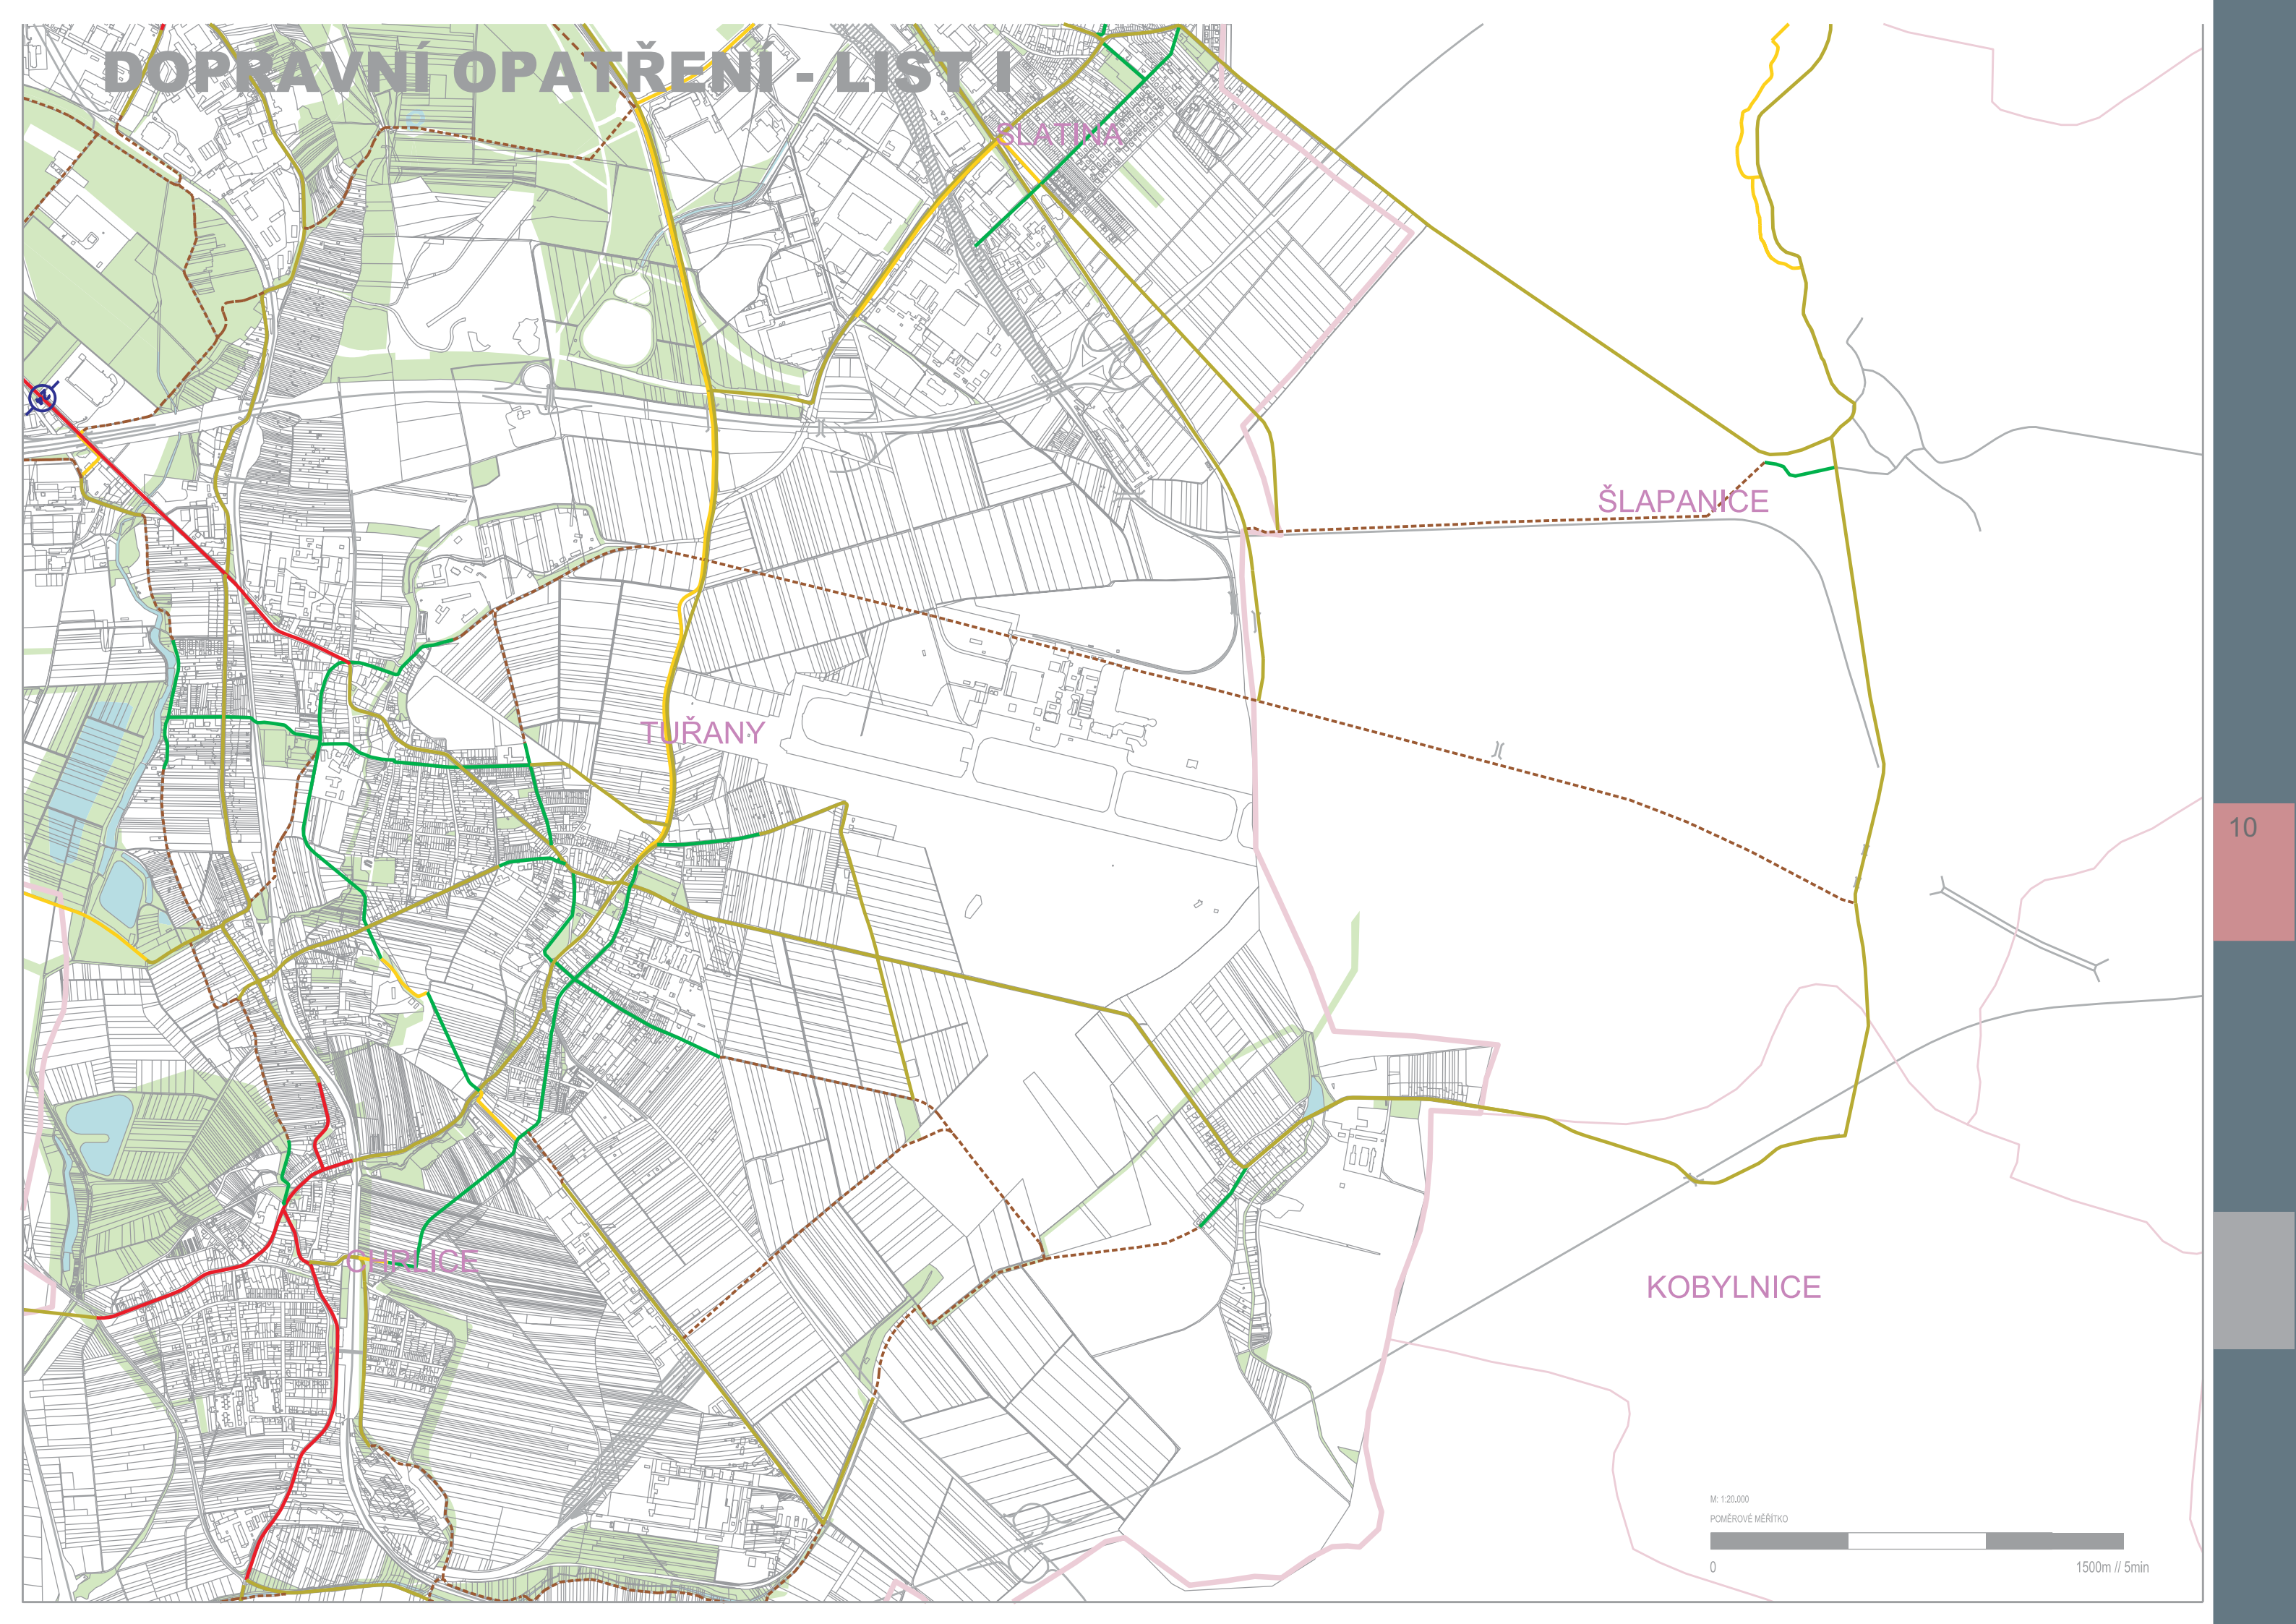 DOPRAVNÍ OPATŘENÍ - LIST I
SLATINA
ŠLAPANICE
TUŘANY
10
CHRLICE
KOBYLNICE
M: 1:20.000
POMĚROVÉ MĚŘÍTKO
0
1500m // 5min